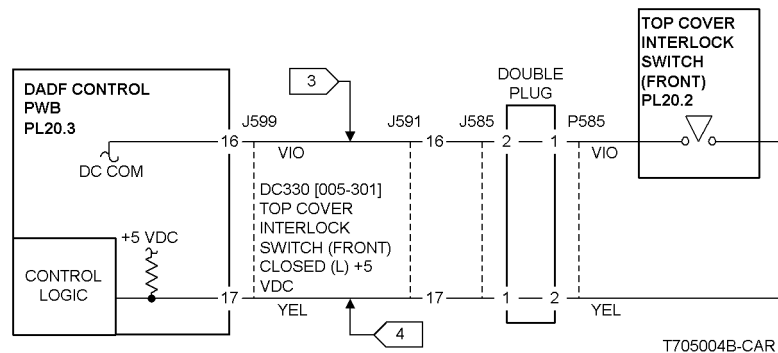 TOP COVER
INTERLOCK
SWITCH
(FRONT)
PL20.2
DOUBLE
PLUG
3
DADF CONTROL
PWB
PL20.3
J599
J591
J585
P585
16
16
2
1
VIO
VIO
DC COM
DC330 [005-301]
TOP COVER
INTERLOCK
SWITCH (FRONT)
CLOSED (L) +5
VDC
+5 VDC
CONTROL
LOGIC
17
17
1
2
YEL
YEL
4
T705004B-CAR